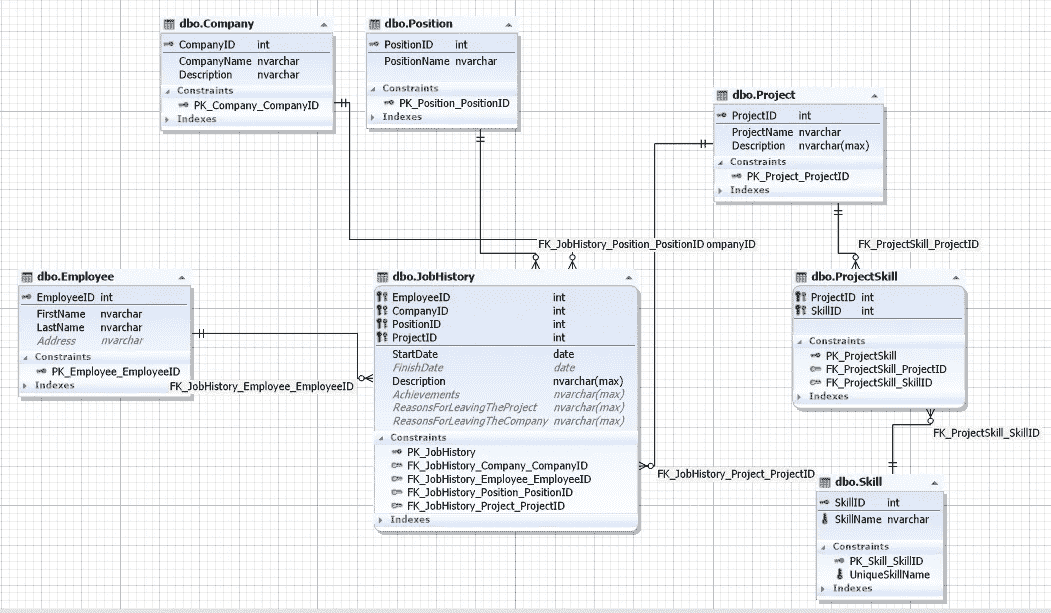 dbo.Company
CompanyID int
CompanyName nvarchar
Description nvarchar
Constraints
PK_Company_CompanyID
Indexes
dbo.Position
PositionID int
PositionName nvarchar
Constraints
PK_Position_PositionID
Indexes
dbo.Project
ProjectID int
ProjectName nvarchar
Description nvarchar(max)
Constraints
PK_Project_ProjectID
Indexes
FK_JobHistory_Position_PositionID ompanyID
FK_ProjectSkill_ProjectID
dbo.Employee
EmployeeID int
FirstName nvarchar
LastName nvarchar
Address nvarchar
Constraints
PK_Employee_EmployeeID
Indexes
FK_JobHistory_Employee_EmployeeID
dbo.JobHistory
EmployeeID int
CompanyID int
PositionID int
ProjectID int
StartDate date
FinishDate date
Description nvarchar(max)
Achievements nvarchar(max)
ReasonsForLeavingTheProject nvarchar(max)
ReasonsForLeavingTheCompany nvarchar(max)
Constraints
PK_JobHistory
FK_JobHistory_Company_CompanyID
FK_JobHistory_Employee_EmployeeID
FK_JobHistory_Position_PositionID
FK_JobHistory_Project_ProjectID
Indexes
FK_JobHistory_Project_ProjectID
dbo.ProjectSkill
ProjectID int
SkillID int
Constraints
PK_ProjectSkill
FK_ProjectSkill_ProjectID
FK_ProjectSkill_SkillID
Indexes
FK_ProjectSkill_SkillID
dbo.Skill
SkillID int
SkillName nvarchar
Constraints
PK_Skill_SkillID
UniqueSkillName
Indexes